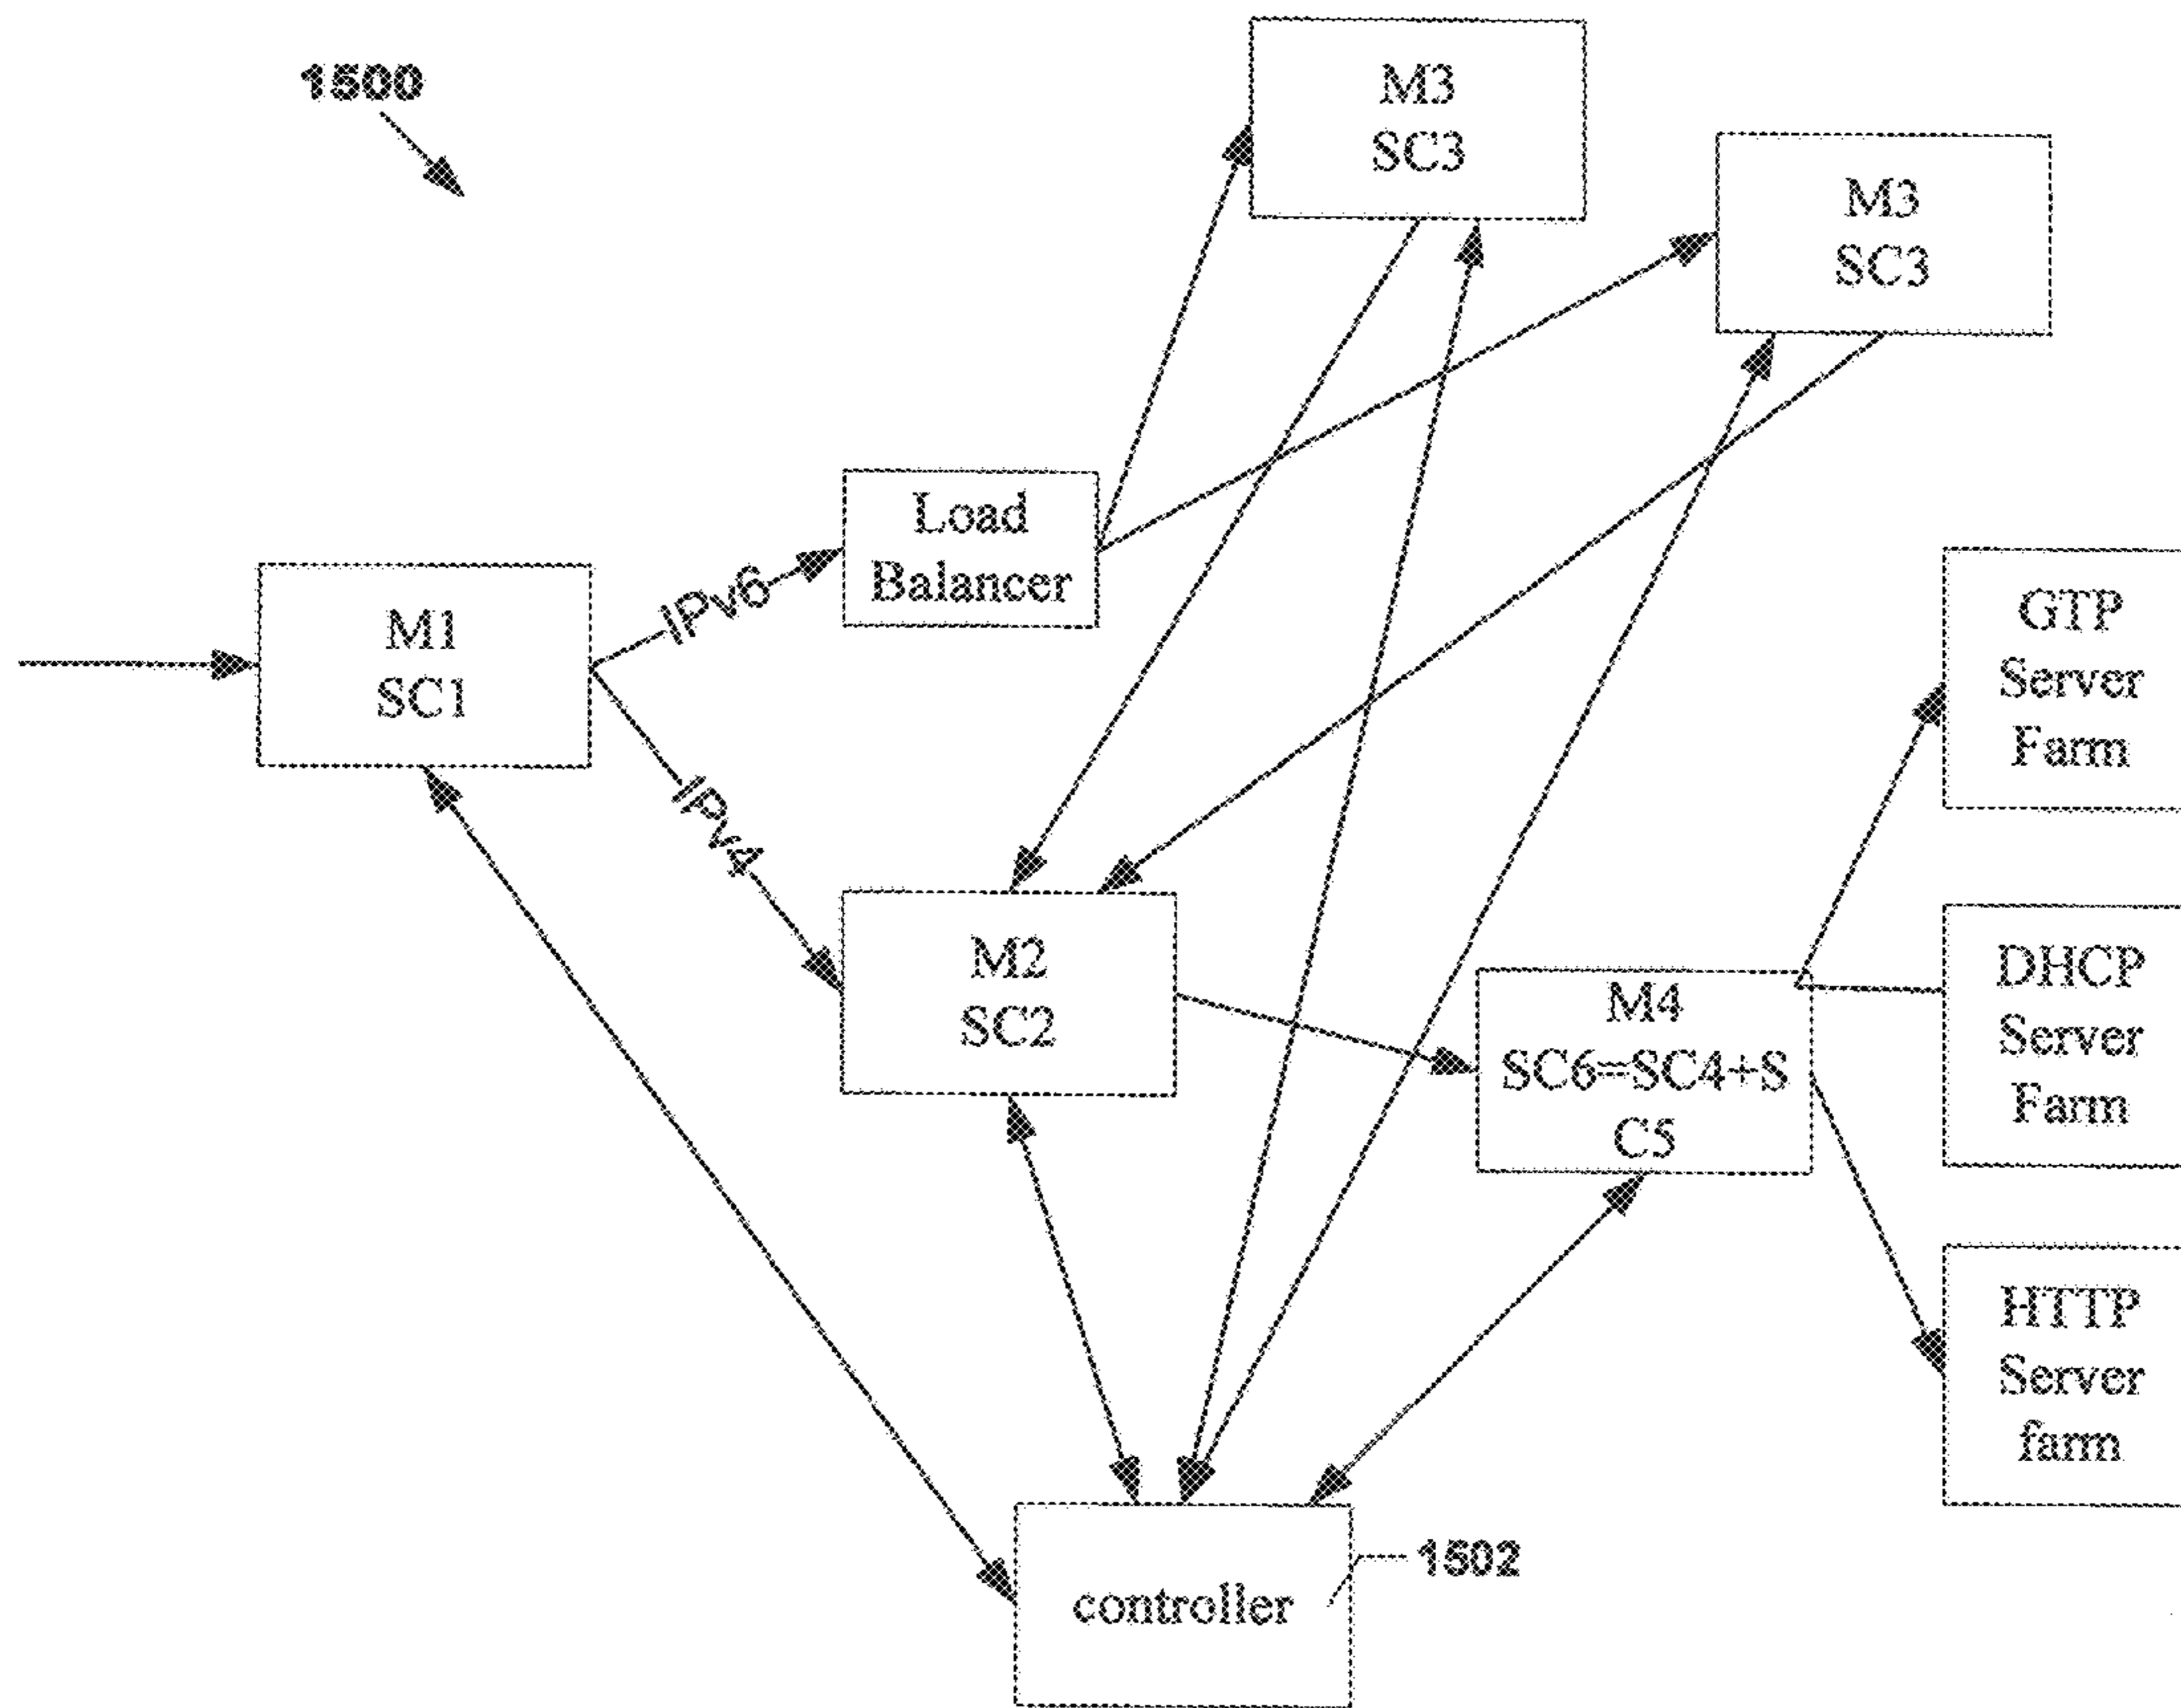 1500
M3
SC3
M3
SC3
Load
Balancer
IPv6
M1
SC1
IPv4
GTP
Server
Farm
M2
SC2
M4
SC6=SC4+S
C5
DHCP
Server
Farm
HTTP
Server
farm
controller
1502